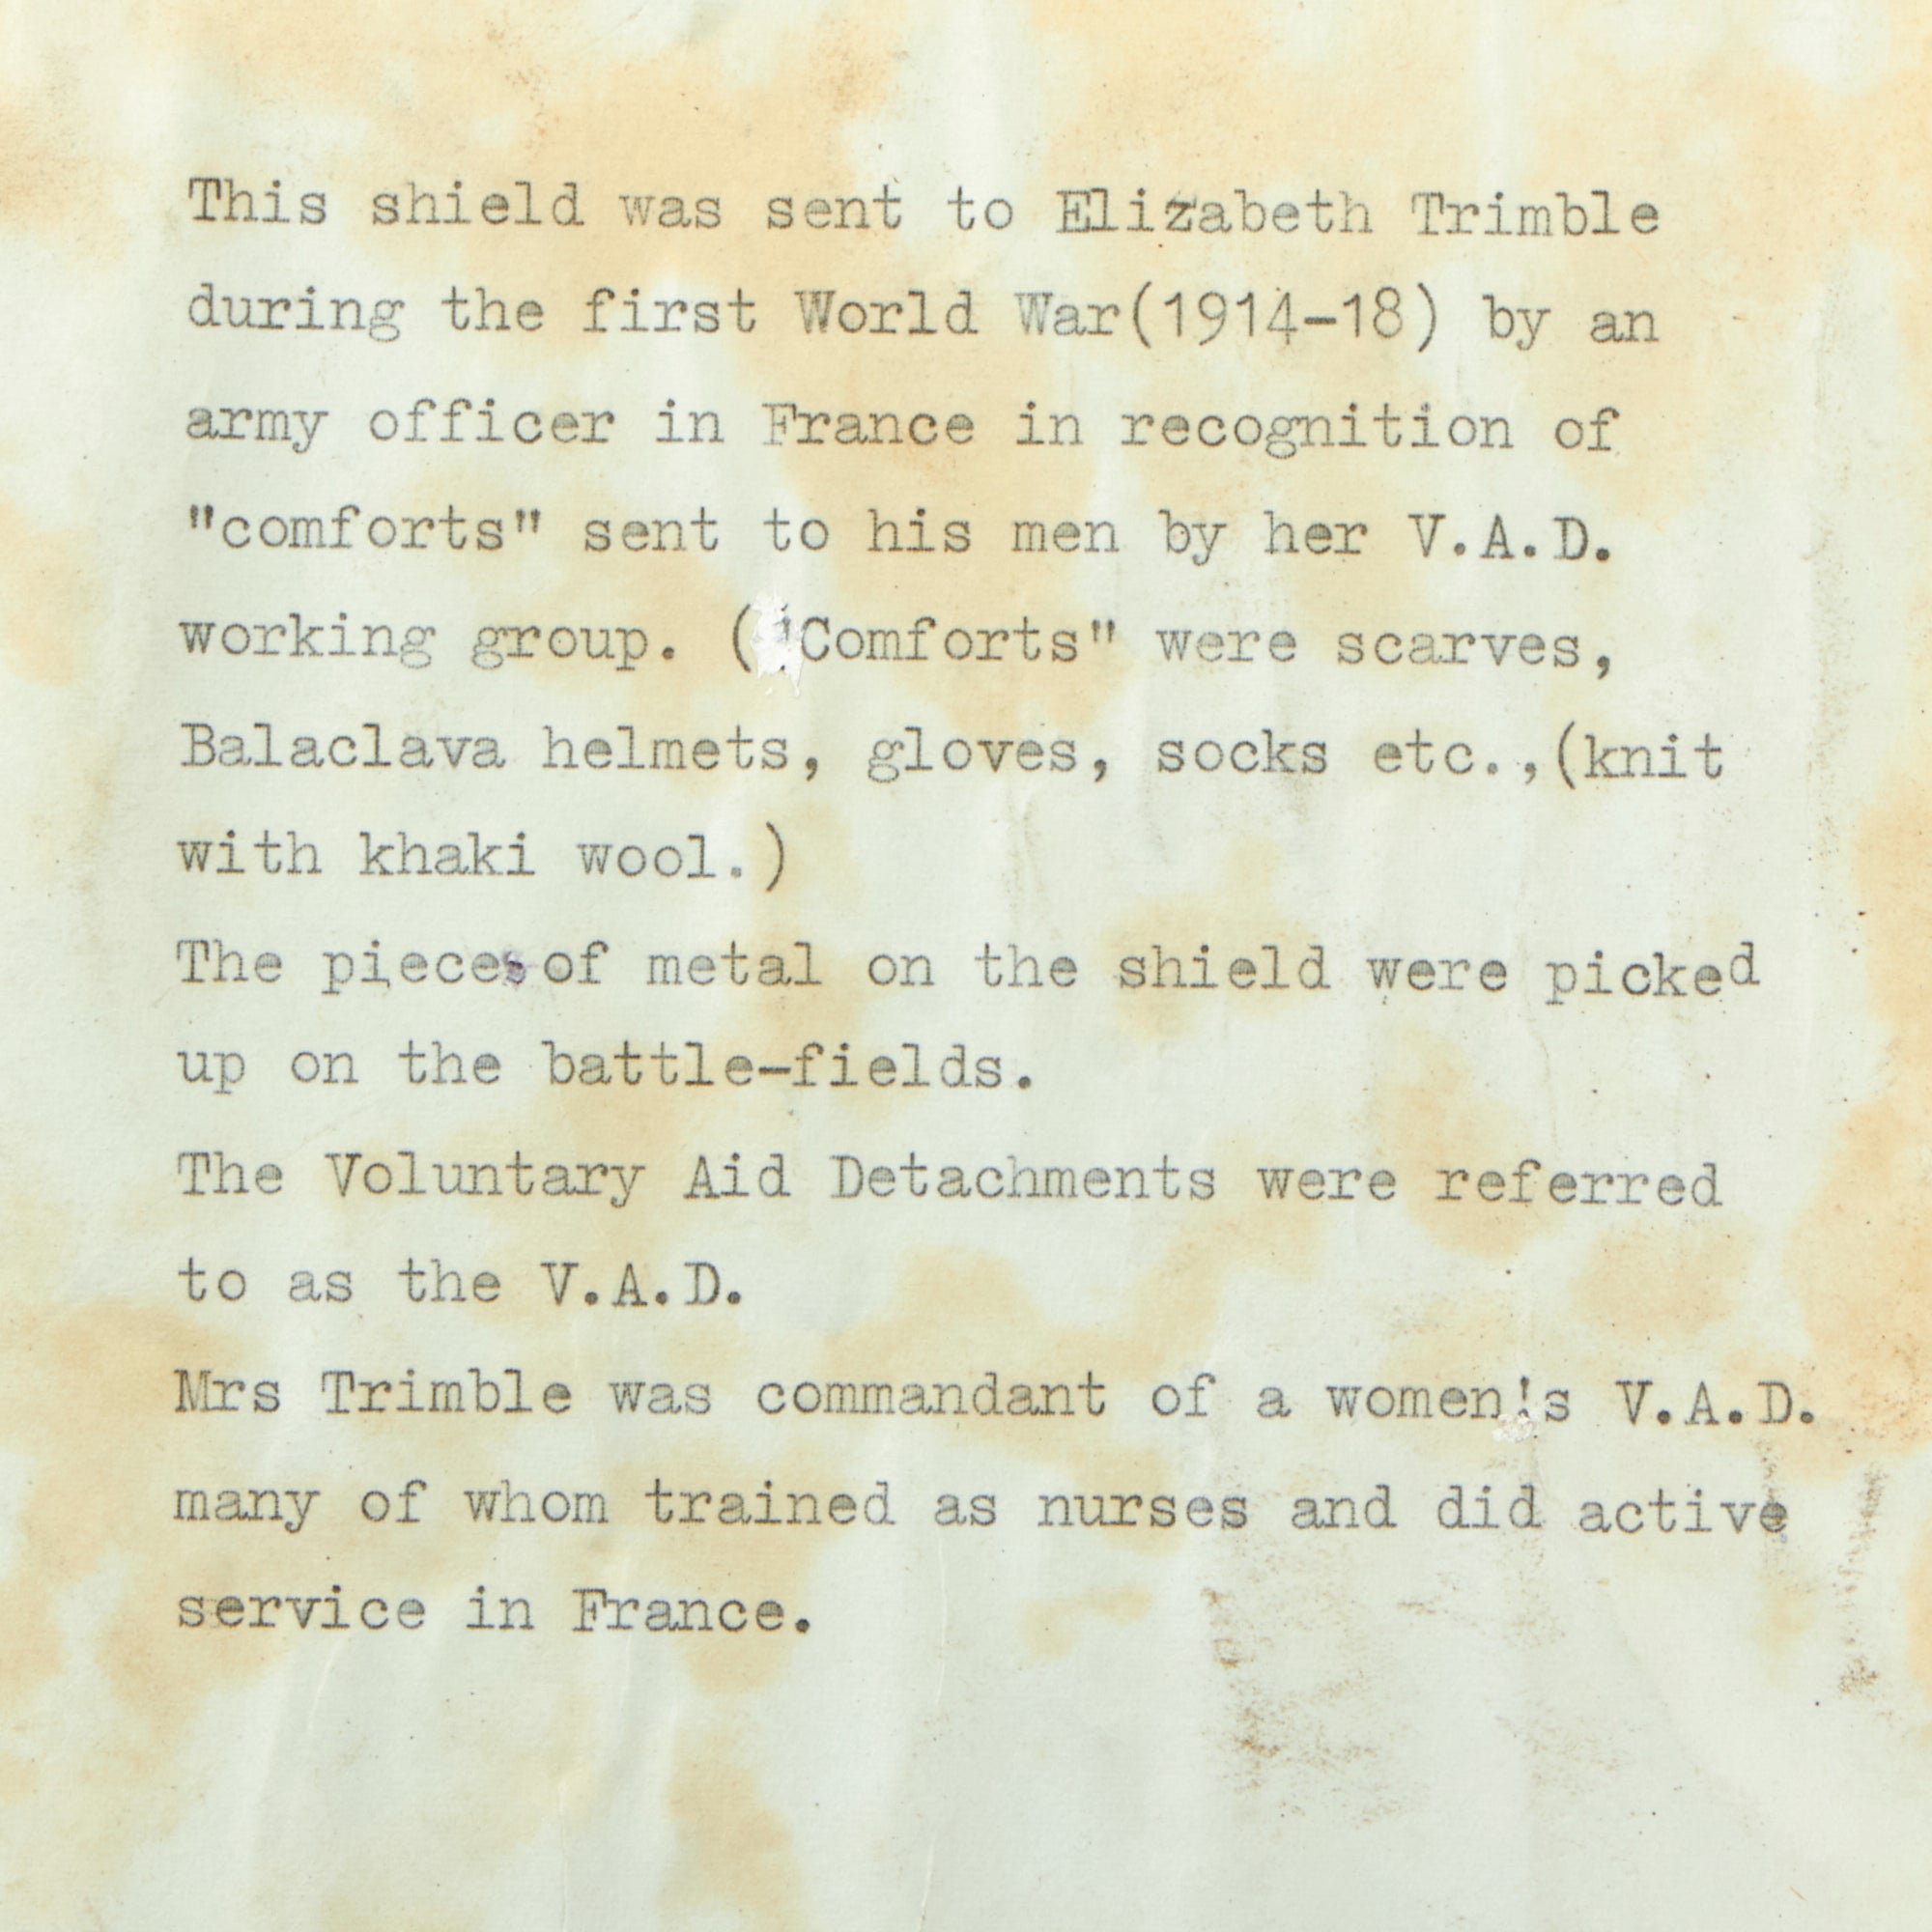 This shield was sent to Elizabeth Trimble
during the first World War(1914-18) by an
army officer in France in recognition of
"comforts" sent to his men by her V.A.D.
working group. ("Comforts" were scarves,
Balaclava helmets, gloves, socks etc.,(knit
with khaki wool.)
The pieces of metal on the shield were picked
up on the battle-fields.
The Voluntary Aid Detachments were referred
to as the V.A.D.
Mrs Trimble was commandant of a women's V.A.D.
many of whom trained as nurses and did active
service in France.